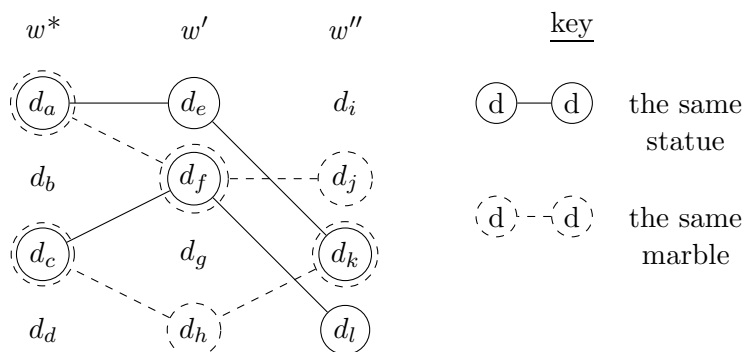 w* w′ w″ key
d_a d_e d_i d d the same
statue
d_b d_f d_j d d the same
marble
d_c d_g d_k
d_d d_h d_l